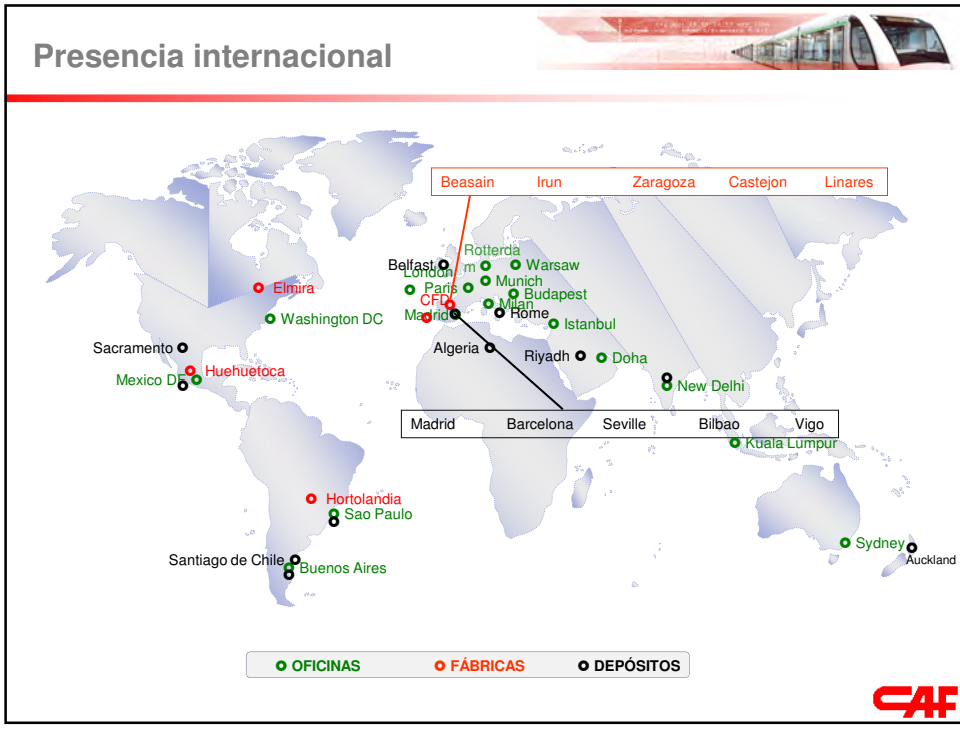 Presencia internacional
Beasain Irun Zaragoza Castejon Linares
Rotterda
m
Belfast
Warsaw
London
Munich
Paris
Elmira
CFD
Budapest
Milan
Madrid
Rome
Washington DC
Istanbul
Sacramento
Algeria
Riyadh
Doha
Huehuetoca
Mexico DF
New Delhi
Madrid Barcelona Seville Bilbao Vigo
Kuala Lumpur
Hortolandia
Sao Paulo
Sydney
Auckland
Santiago de Chile
Buenos Aires
OFICINAS FÁBRICAS DEPÓSITOS
CAF